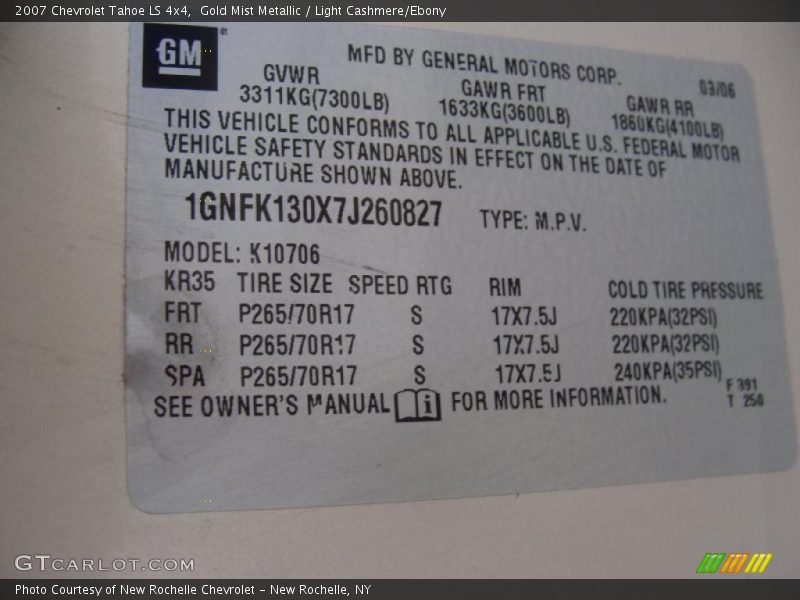 2007 Chevrolet Tahoe LS 4x4, Gold Mist Metallic / Light Cashmere/Ebony
GM®
MFD BY GENERAL MOTORS CORP.
03/06
GVWR GAWR FRT GAWR RR
3311KG(7300LB) 1633KG(3600LB) 1860KG(4100LB)
THIS VEHICLE CONFORMS TO ALL APPLICABLE U.S. FEDERAL MOTOR
VEHICLE SAFETY STANDARDS IN EFFECT ON THE DATE OF
MANUFACTURE SHOWN ABOVE.
1GNFK130X7J260827 TYPE: M.P.V.
MODEL: K10706
KR35 TIRE SIZE SPEED RTG RIM COLD TIRE PRESSURE
FRT P265/70R17 S 17X7.5J 220KPA(32PSI)
RR P265/70R17 S 17X7.5J 220KPA(32PSI)
SPA P265/70R17 S 17X7.5J 240KPA(35PSI)
SEE OWNER'S MANUAL i FOR MORE INFORMATION.
F 391
T 250
GTCARLOT.COM
Photo Courtesy of New Rochelle Chevrolet – New Rochelle, NY